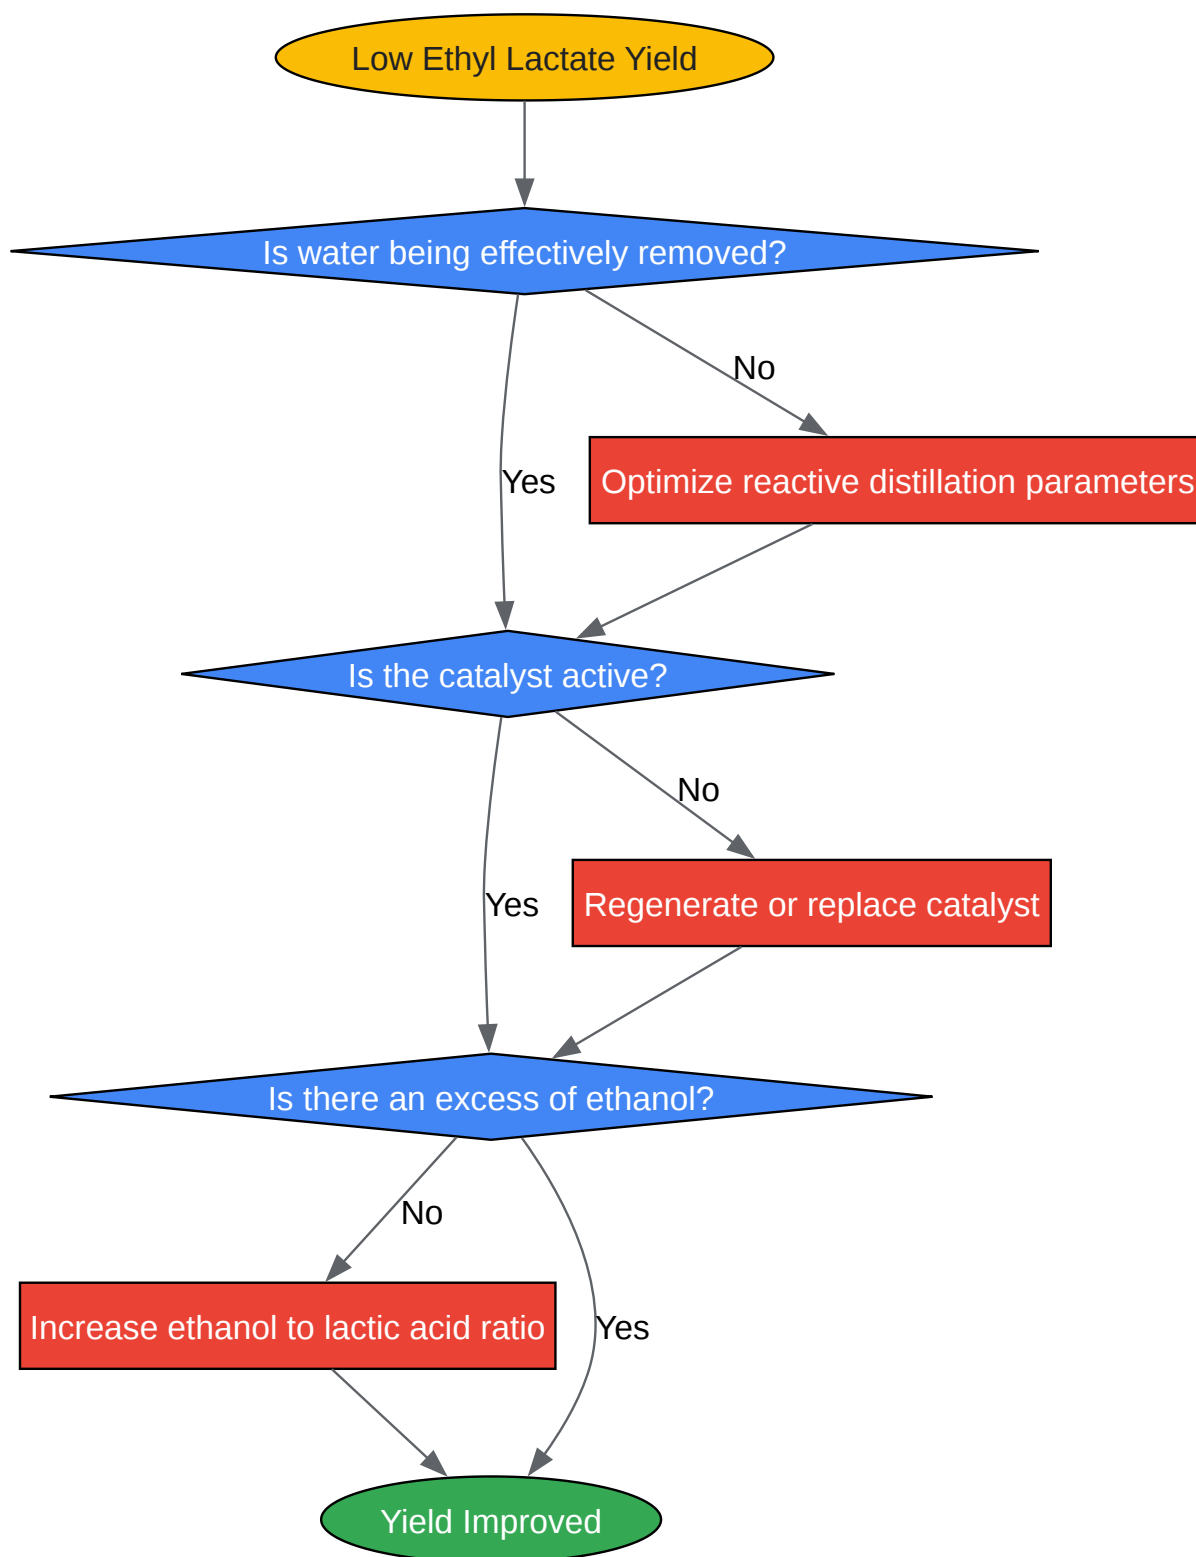 Low Ethyl Lactate Yield
Is water being effectively removed?
No
Yes
Optimize reactive distillation parameters
Is the catalyst active?
No
Yes
Regenerate or replace catalyst
Is there an excess of ethanol?
No
Increase ethanol to lactic acid ratio
Yes
Yield Improved